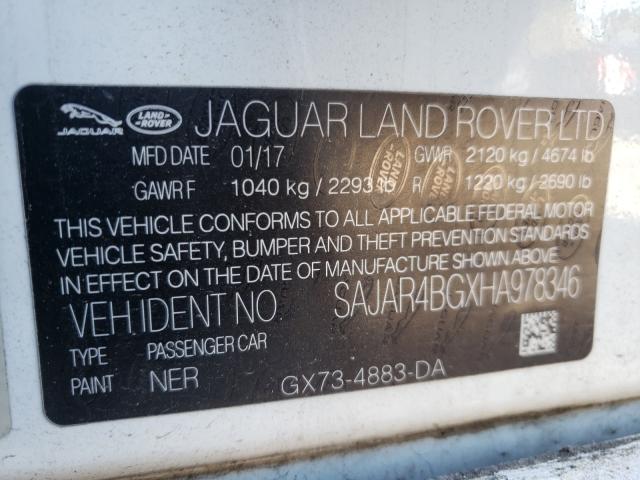 JAGUAR LAND- ROVER JAGUAR LAND ROVER LTD
MFD DATE 01/17 GWVR 2120 kg / 4674 lb
GAWR F 1040 kg / 2293 lb R 1220 kg / 2690 lb
THIS VEHICLE CONFORMS TO ALL APPLICABLE FEDERAL MOTOR
VEHICLE SAFETY, BUMPER AND THEFT PREVENTION STANDARDS
IN EFFECT ON THE DATE OF MANUFACTURE SHOWN ABOVE
VEH.IDENT NO. SAJAR4BGXHA978346
TYPE PASSENGER CAR
PAINT NER GX73-4883-DA